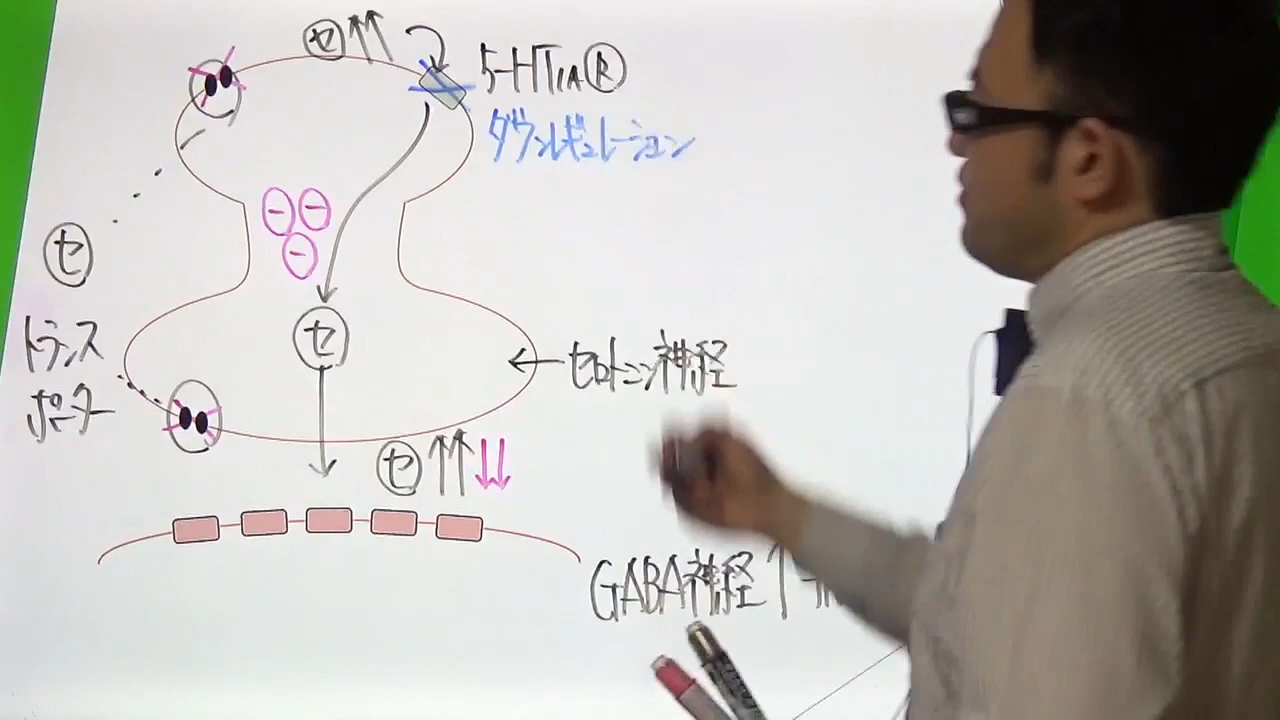 セ↑↑
5-HT1A Ⓡ
ダウンレギュレーション
⊖⊖
⊖
セ
トランス
ポーター
セ
←セロトニン神経
セ↑↑↓↓
GABA神経↑